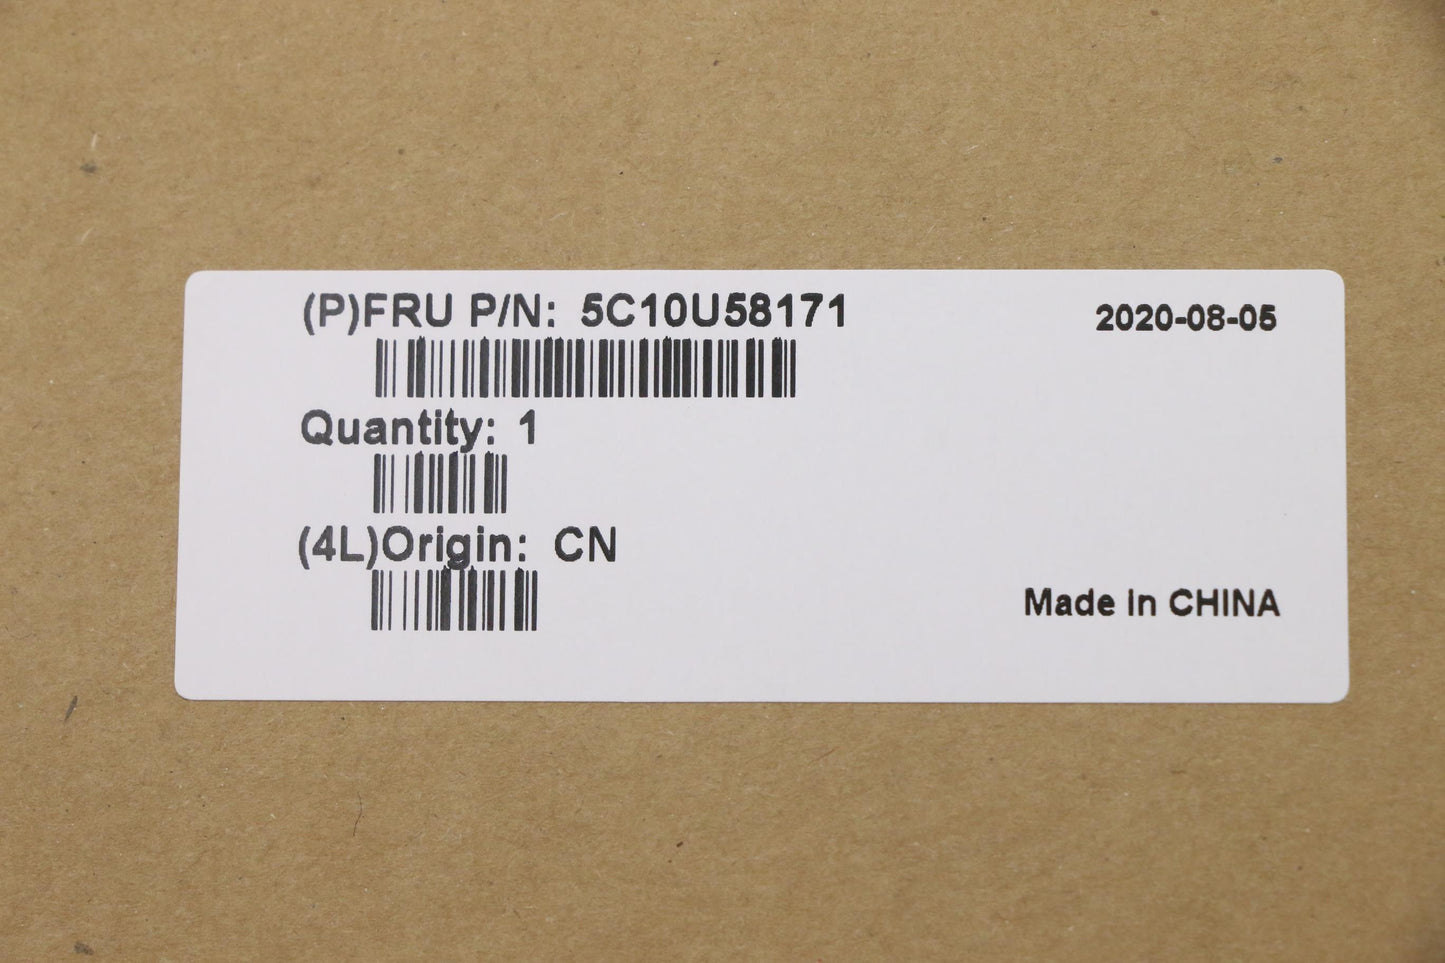 (P)FRU P/N: 5C10U58171
2020-08-05
Quantity: 1
(4L)Origin: CN
Made in CHINA